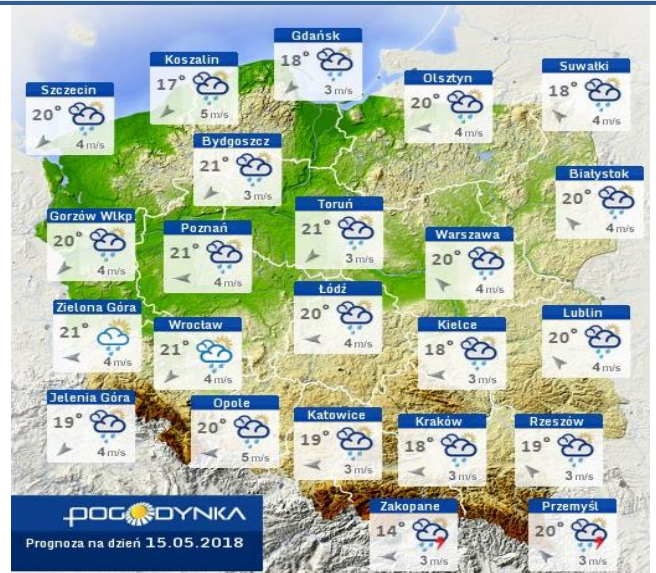 Gdańsk
18°
3 m/s
Koszalin
17°
5 m/s
Suwałki
18°
4 m/s
Olsztyn
20°
4 m/s
Szczecin
20°
4 m/s
Bydgoszcz
21°
3 m/s
Białystok
20°
4 m/s
Toruń
21°
3 m/s
Gorzów Wlkp
20°
4 m/s
Poznań
21°
4 m/s
Warszawa
20°
4 m/s
Łódź
20°
4 m/s
Zielona Góra
21°
4 m/s
Lublin
20°
4 m/s
Wrocław
21°
4 m/s
Kielce
18°
3 m/s
Jelenia Góra
19°
4 m/s
Opole
20°
5 m/s
Katowice
19°
3 m/s
Kraków
18°
3 m/s
Rzeszów
19°
3 m/s
Zakopane
14°
3 m/s
Przemyśl
20°
3 m/s
POGODYNKA
Prognoza na dzień 15.05.2018